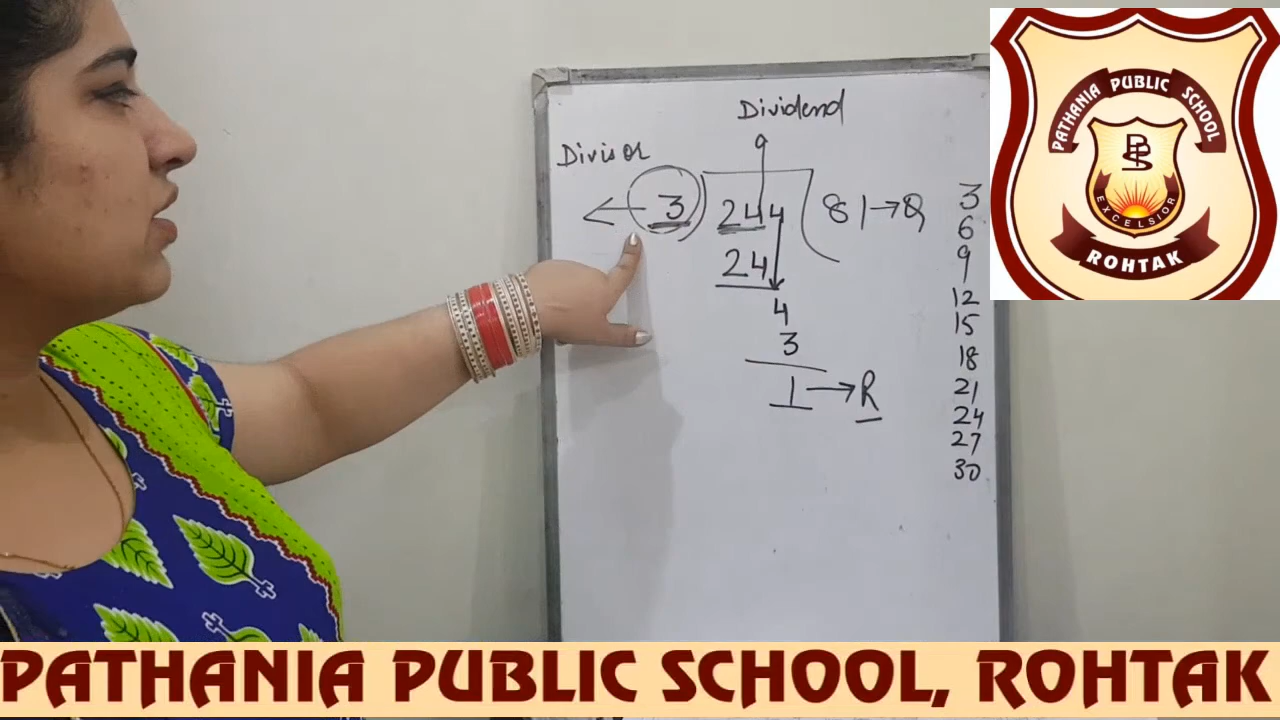 Dividend
Divisor
3 244 81→Q
24
4
3
1→R
3
6
9
12
15
18
21
24
27
30
PATHANIA PUBLIC SCHOOL
PPS
EXCELSIOR
ROHTAK
PATHANIA PUBLIC SCHOOL, ROHTAK